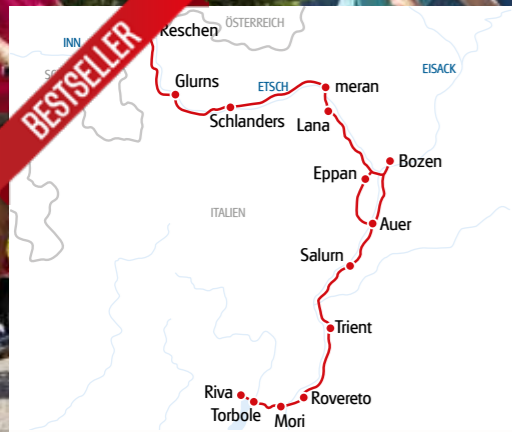 BESTSELLER
ÖSTERREICH
Reschen
INN
SC
Glurns
ETSCH
meran
EISACK
Schlanders
Lana
Eppan
Bozen
ITALIEN
Auer
Salurn
Trient
Riva
Rovereto
Torbole
Mori